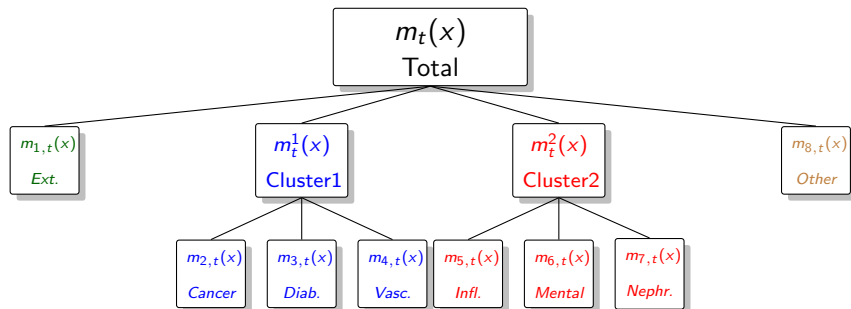 m_t(x)
Total
m_{1,t}(x)
Ext.
m_t^1(x)
Cluster1
m_t^2(x)
Cluster2
m_{8,t}(x)
Other
m_{2,t}(x)
Cancer
m_{3,t}(x)
Diab.
m_{4,t}(x)
Vasc.
m_{5,t}(x)
Infl.
m_{6,t}(x)
Mental
m_{7,t}(x)
Nephr.